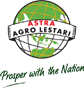 ASTRA
AGRO LESTARI
Prosper with the Nation